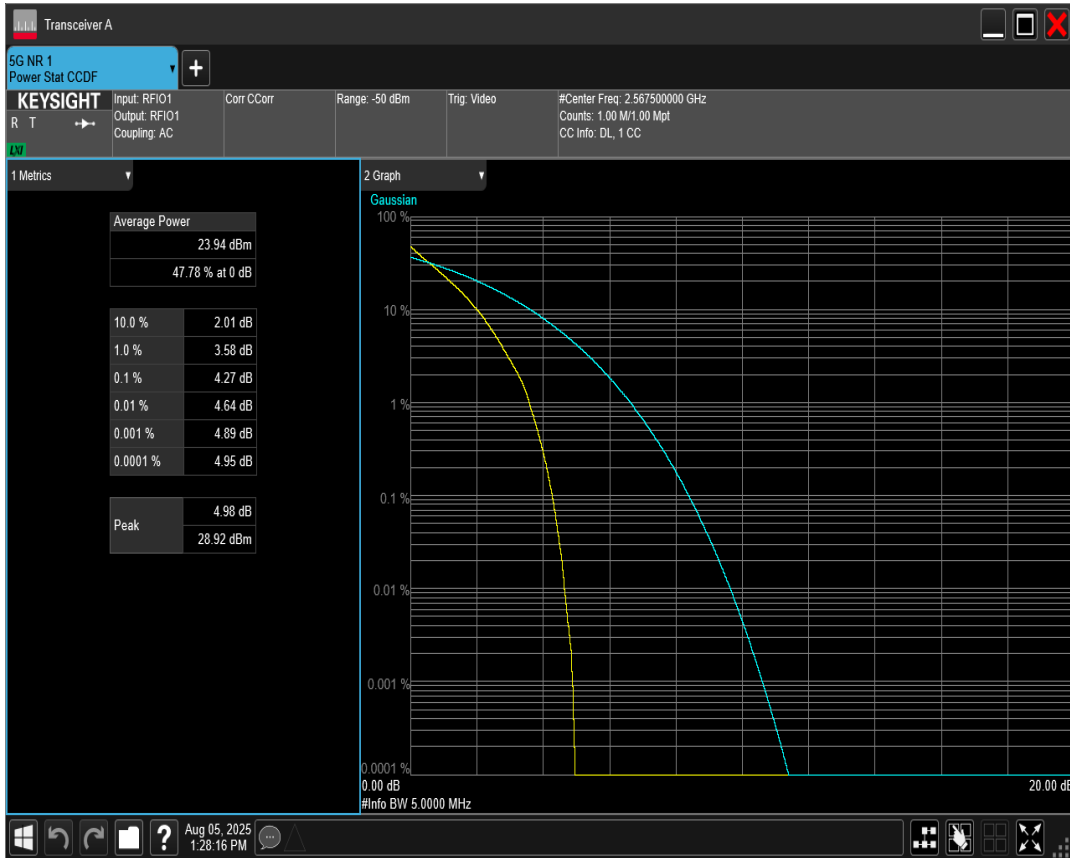 Transceiver A
5G NR 1
Power Stat CCDF
KEYSIGHT
R T
LXI
Input: RFIO1
Output: RFIO1
Coupling: AC
Corr CCorr
Range: -50 dBm
Trig: Video
#Center Freq: 2.567500000 GHz
Counts: 1.00 M/1.00 Mpt
CC Info: DL, 1 CC
1 Metrics
Average Power
23.94 dBm
47.78 % at 0 dB
10.0 % 2.01 dB
1.0 % 3.58 dB
0.1 % 4.27 dB
0.01 % 4.64 dB
0.001 % 4.89 dB
0.0001 % 4.95 dB
Peak
4.98 dB
28.92 dBm
2 Graph
Gaussian
100 %
10 %
1 %
0.1 %
0.01 %
0.001 %
0.0001 %
0.00 dB
20.00 dB
#Info BW 5.0000 MHz
Aug 05, 2025
1:28:16 PM